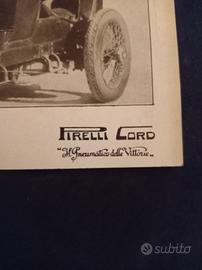 PIRELLI CORD
"Il Pneumatico delle Vittorie"
subito